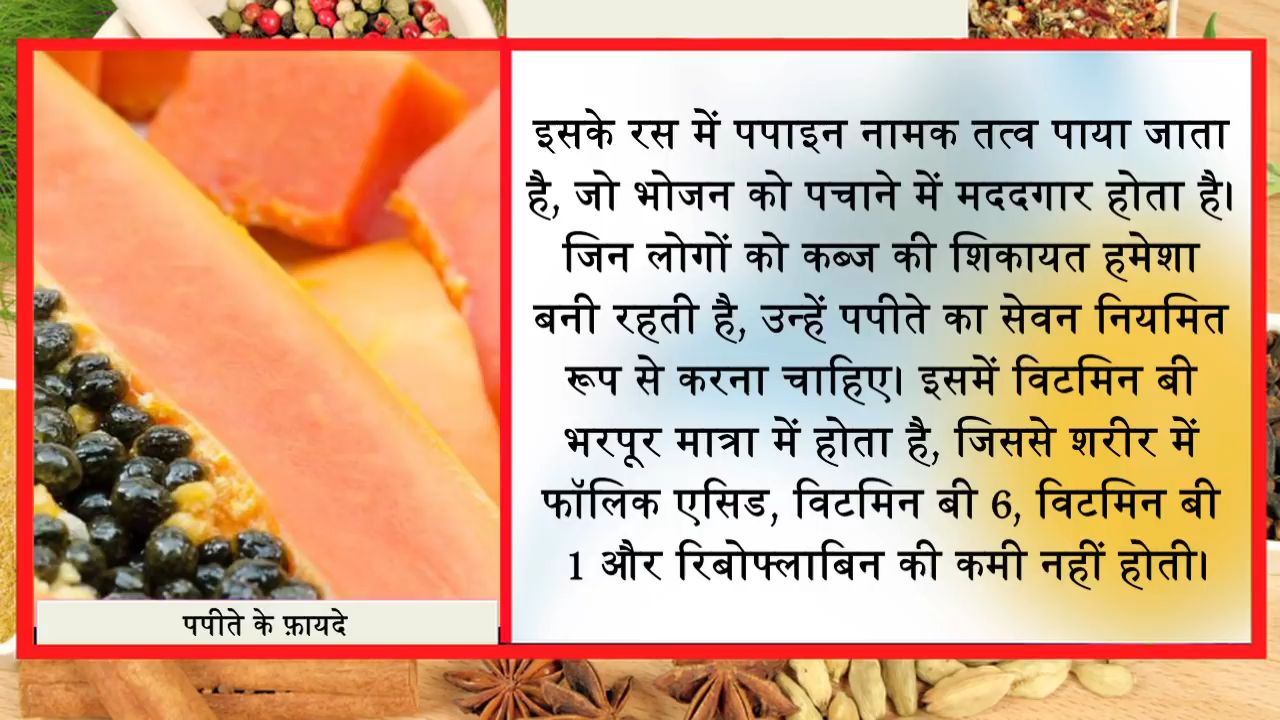 इसके रस में पपाइन नामक तत्व पाया जाता
है, जो भोजन को पचाने में मददगार होता है।
जिन लोगों को कब्ज की शिकायत हमेशा
बनी रहती है, उन्हें पपीते का सेवन नियमित
रूप से करना चाहिए। इसमें विटमिन बी
भरपूर मात्रा में होता है, जिससे शरीर में
फॉलिक एसिड, विटमिन बी 6, विटमिन बी
1 और रिबोफ्लाबिन की कमी नहीं होती।
पपीते के फ़ायदे